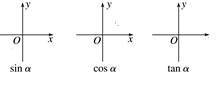 y y y
O x O x O x
sin α cos α tan α